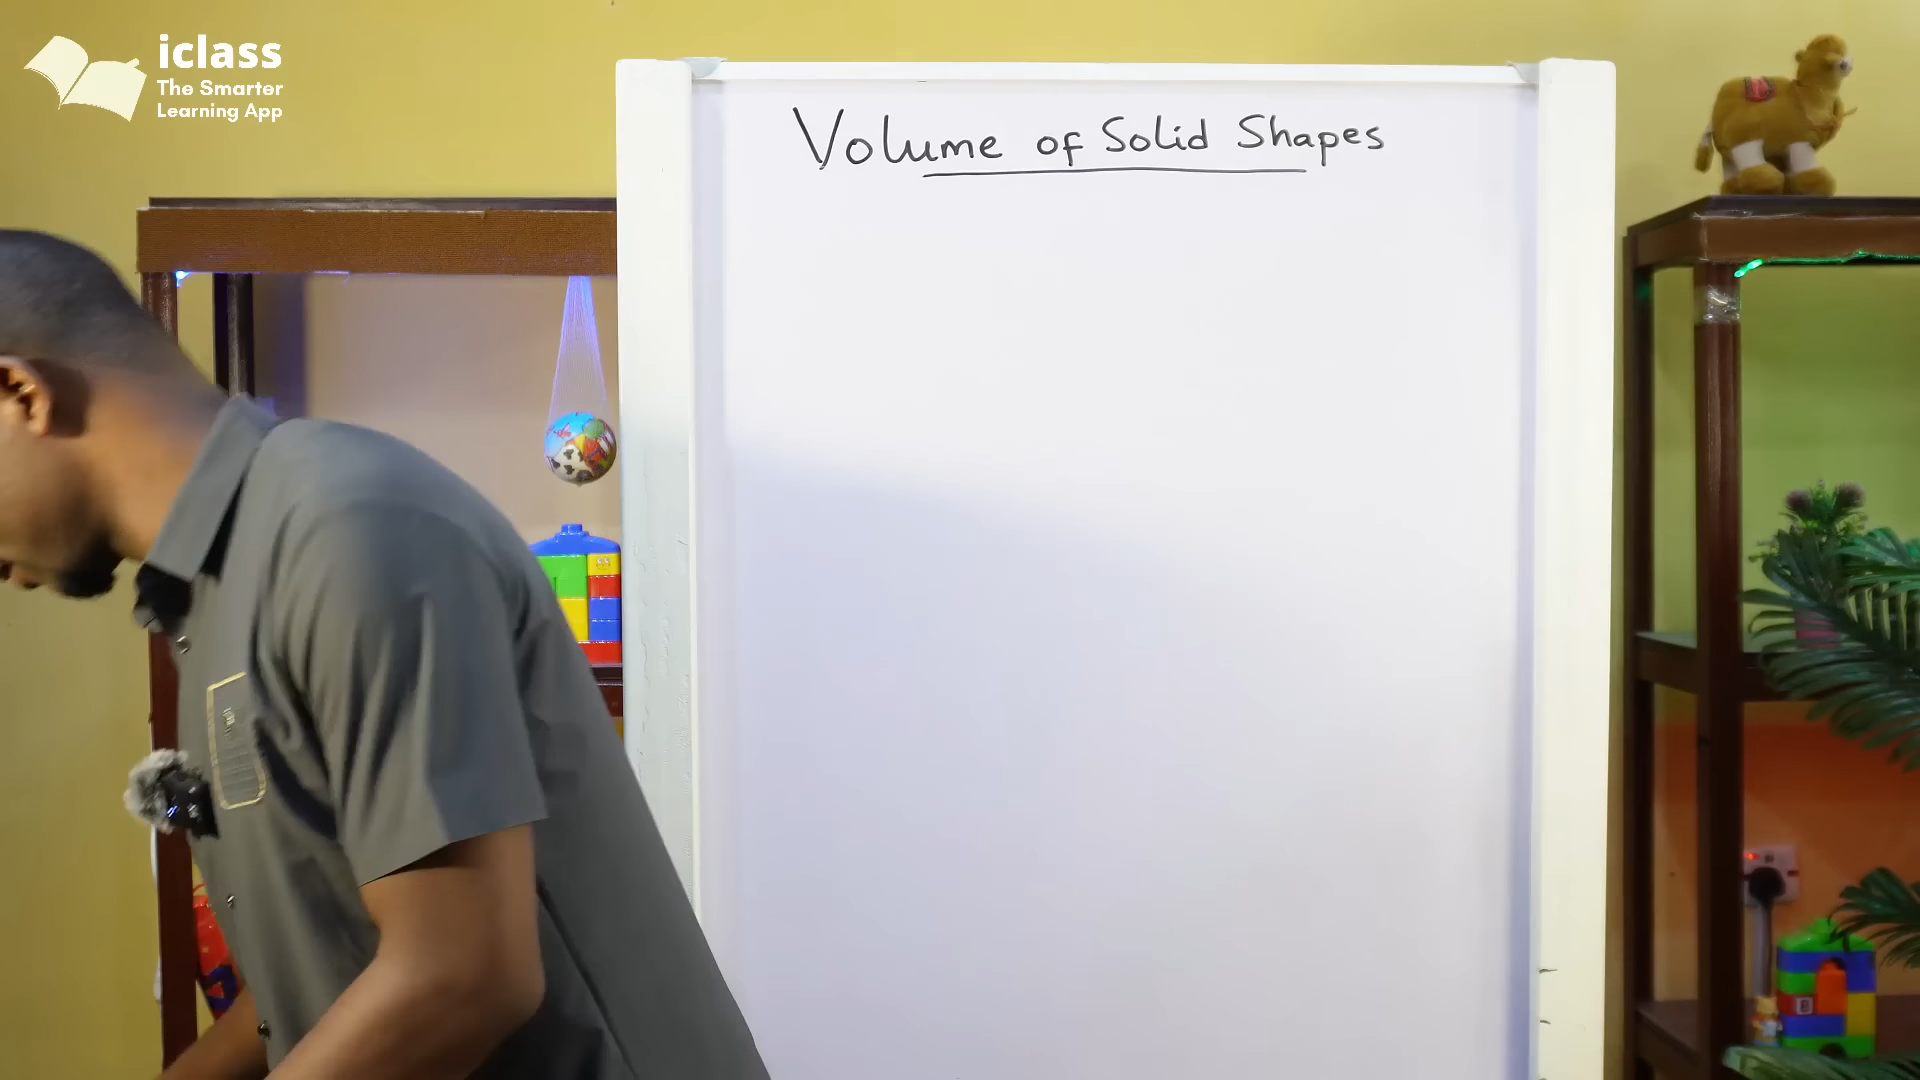 iclass
The Smarter
Learning App
Volume of Solid Shapes